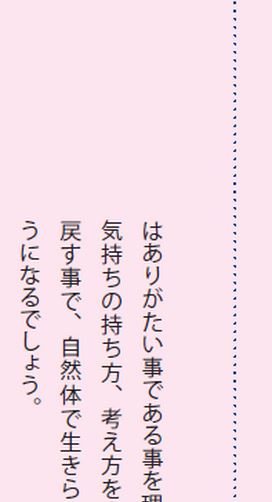 はありがたい事である事を理
気持ちの持ち方、考え方を
戻す事で、自然体で生きら
うになるでしょう。